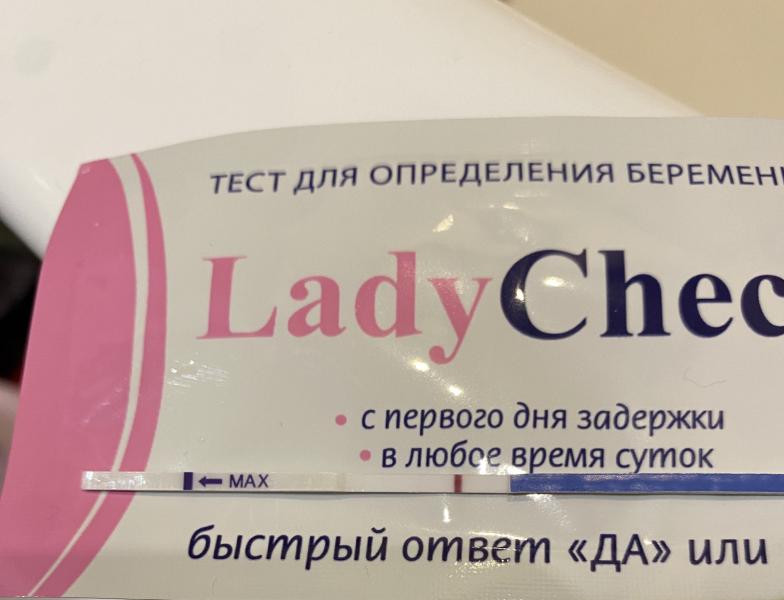 ТЕСТ ДЛЯ ОПРЕДЕЛЕНИЯ БЕРЕМЕН
LadyChec
• с первого дня задержки
• в любое время суток
← MAX
быстрый ответ «ДА» или